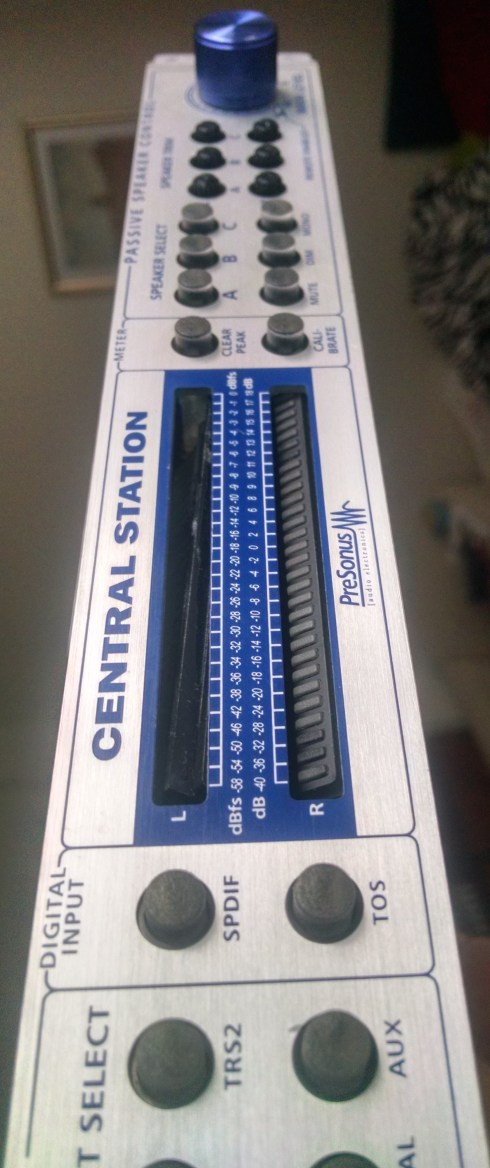 PASSIVE SPEAKER CONTROL
SPEAKER TRIM
A B C
SPEAKER SELECT
A B C
MUTE DIM MONO
METER
CLEAR PEAK
CALI-BRATE
CENTRAL STATION
L
dBfs -58 -54 -50 -46 -42 -38 -36 -34 -32 -30 -28 -26 -24 -22 -20 -18 -16 -14 -12 -10 -9 -8 -7 -6 -5 -4 -3 -2 -1 0 dBfs
dB -40 -36 -32 -28 -24 -20 -18 -16 -14 -12 -10 -8 -6 -4 -2 0 2 4 6 8 9 10 11 12 13 14 15 16 17 18 dB
R
PreSonus
[audio electronics]
DIGITAL INPUT
SPDIF
TOS
T SELECT
TRS2
AUX
AL